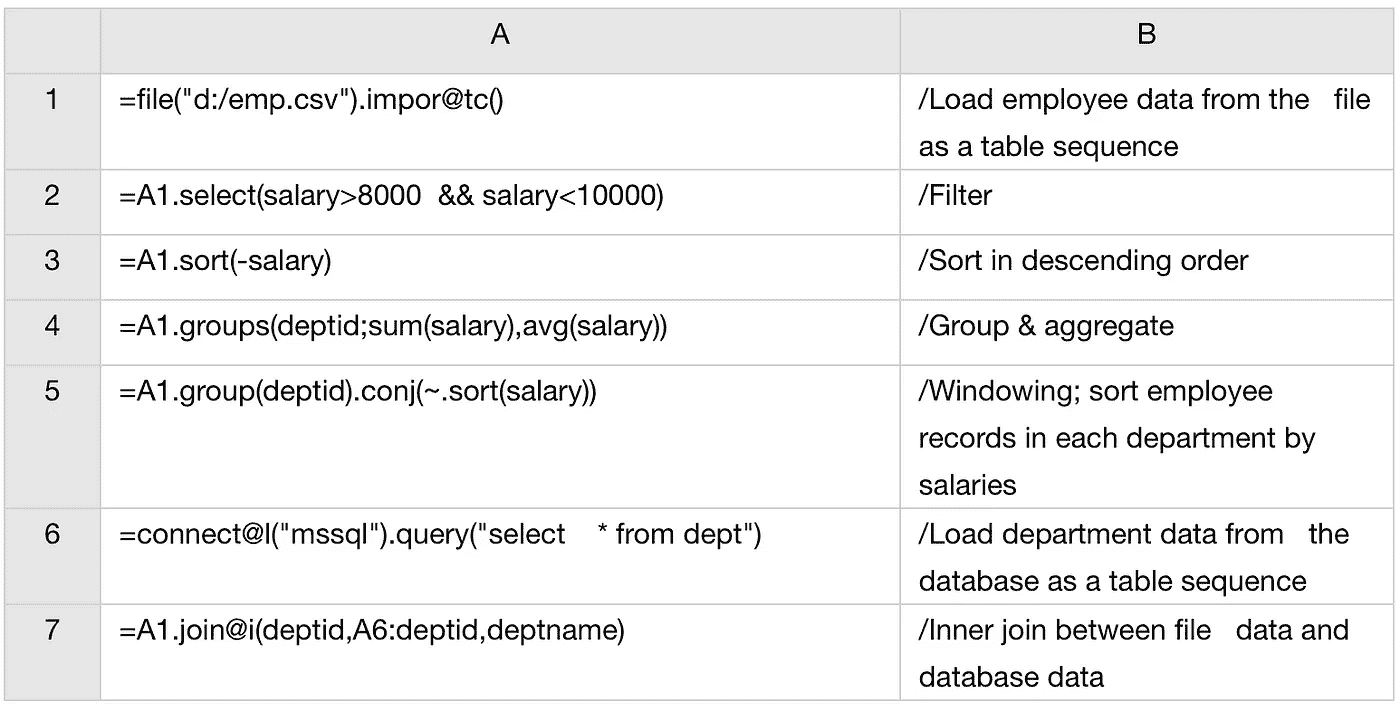 A B
1 =file("d:/emp.csv").impor@tc() /Load employee data from the file
as a table sequence
2 =A1.select(salary>8000 && salary<10000) /Filter
3 =A1.sort(-salary) /Sort in descending order
4 =A1.groups(deptid;sum(salary),avg(salary)) /Group & aggregate
5 =A1.group(deptid).conj(~.sort(salary)) /Windowing; sort employee
records in each department by
salaries
6 =connect@l("mssql").query("select * from dept") /Load department data from the
database as a table sequence
7 =A1.join@i(deptid,A6:deptid,deptname) /Inner join between file data and
database data